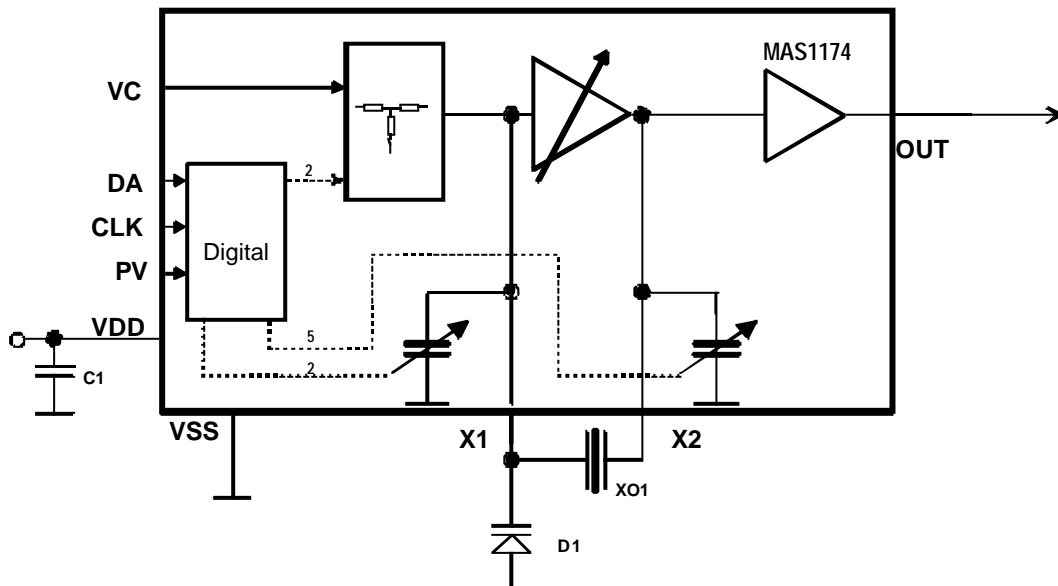 MAS1174
VC
OUT
DA
2
CLK
Digital
PV
VDD
5
2
C1
VSS
X1
X2
XO1
D1